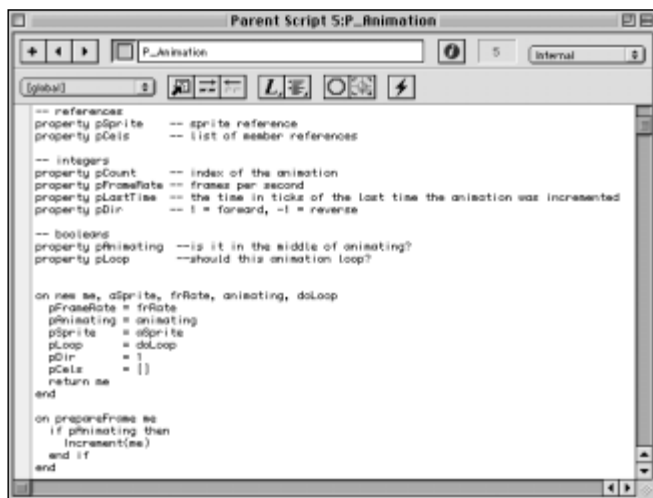 Parent Script 5:P_Animation
P_Animation
5
Internal
[global]
-- references
property pSprite -- sprite reference
property pCels -- list of member references
-- integers
property pCount -- index of the animation
property pFrameRate -- frames per second
property pLastTime -- the time in ticks of the last time the animation was incremented
property pDir -- 1 = forward, -1 = reverse
-- booleans
property pAnimating --is it in the middle of animating?
property pLoop --should this animation loop?
on new me, aSprite, frRate, animating, doLoop
pFrameRate = frRate
pAnimating = animating
pSprite = aSprite
pLoop = doLoop
pDir = 1
pCels = []
return me
end
on prepareFrame me
if pAnimating then
Increment(me)
end if
end